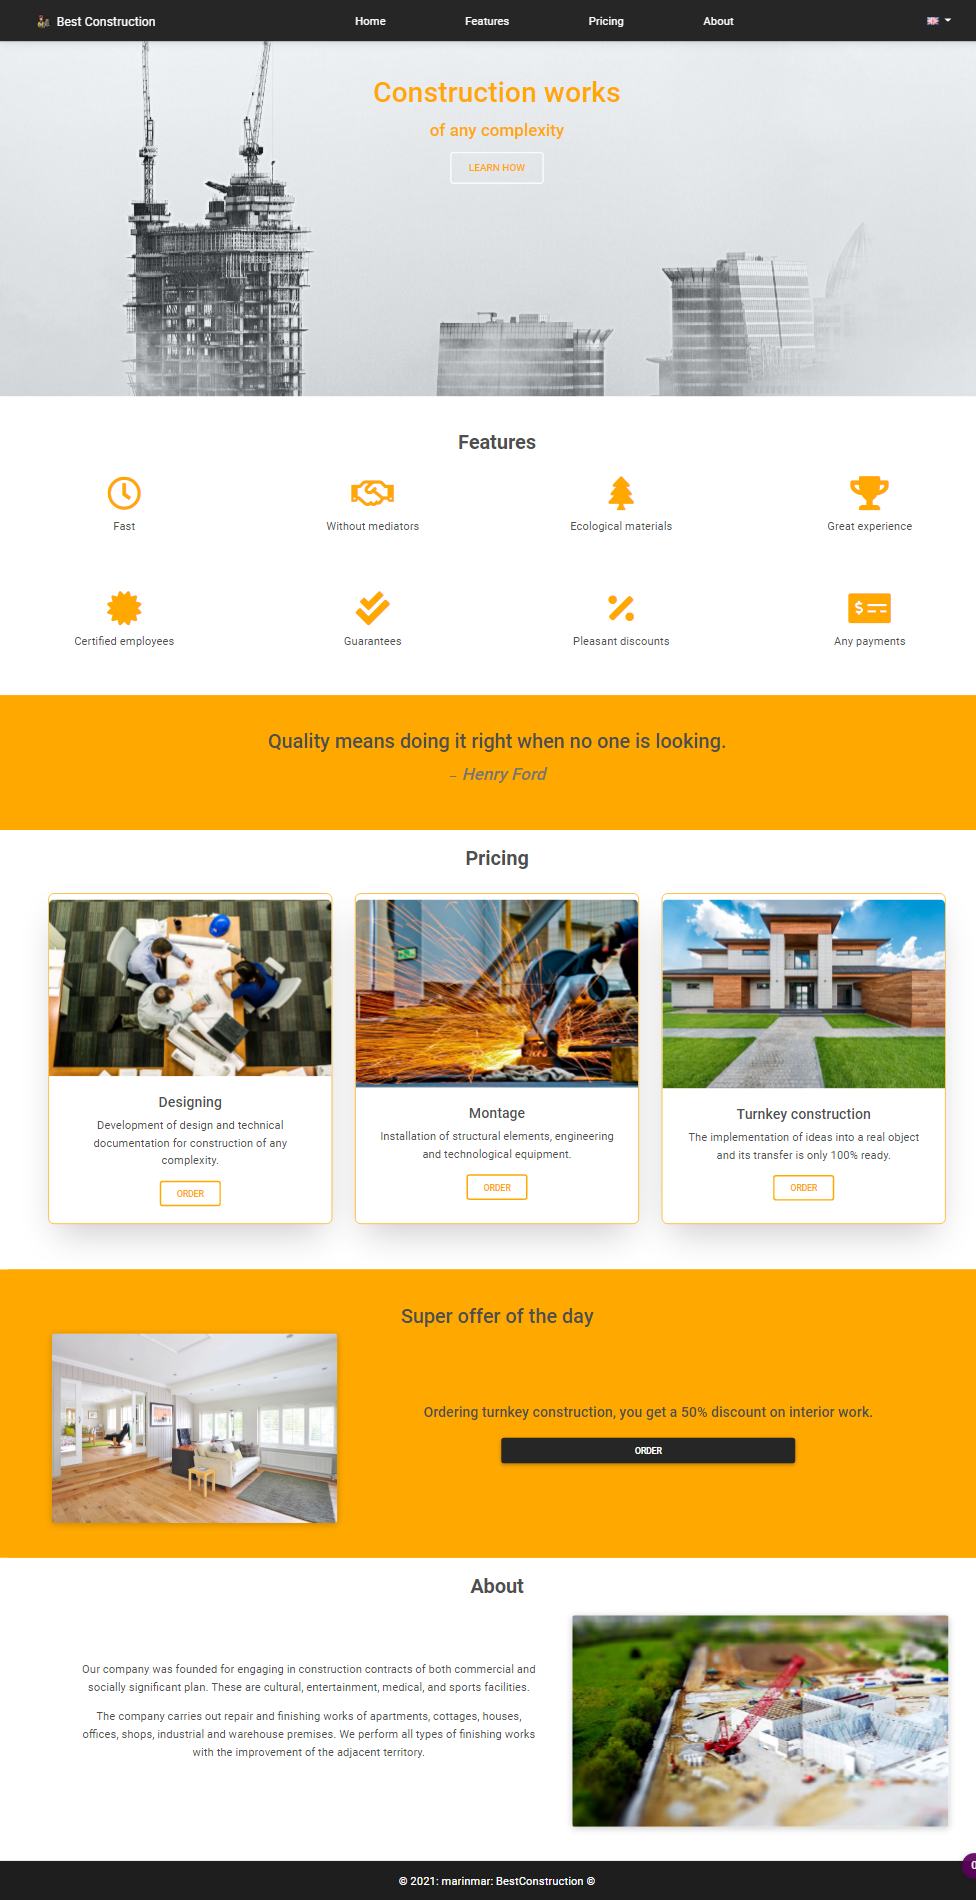 Best Construction
Home
Features
Pricing
About
Construction works
of any complexity
LEARN HOW
Features
Fast
Without mediators
Ecological materials
Great experience
Certified employees
Guarantees
Pleasant discounts
Any payments
Quality means doing it right when no one is looking.
– Henry Ford
Pricing
Designing
Development of design and technical
documentation for construction of any
complexity.
ORDER
Montage
Installation of structural elements, engineering
and technological equipment.
ORDER
Turnkey construction
The implementation of ideas into a real object
and its transfer is only 100% ready.
ORDER
Super offer of the day
Ordering turnkey construction, you get a 50% discount on interior work.
ORDER
About
Our company was founded for engaging in construction contracts of both commercial and
socially significant plan. These are cultural, entertainment, medical, and sports facilities.
The company carries out repair and finishing works of apartments, cottages, houses,
offices, shops, industrial and warehouse premises. We perform all types of finishing works
with the improvement of the adjacent territory.
© 2021: marinmar: BestConstruction ©